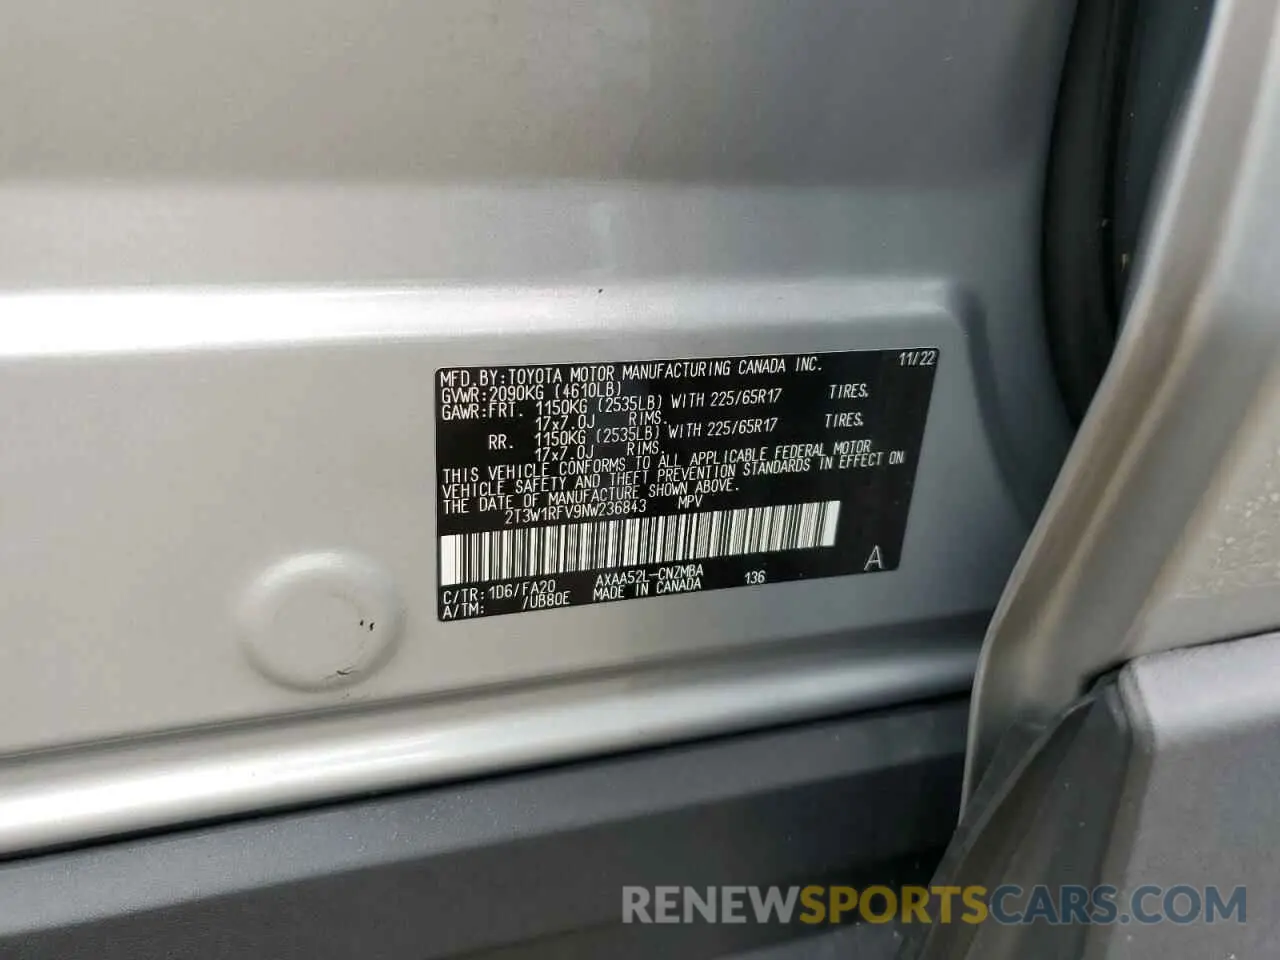 MFD.BY:TOYOTA MOTOR MANUFACTURING CANADA INC. 11/22
GVWR:2090KG (4610LB)
GAWR:FRT. 1150KG (2535LB) WITH 225/65R17 TIRES,
17x7.0J RIMS.
RR. 1150KG (2535LB) WITH 225/65R17 TIRES,
17x7.0J RIMS.
THIS VEHICLE CONFORMS TO ALL APPLICABLE FEDERAL MOTOR
VEHICLE SAFETY AND THEFT PREVENTION STANDARDS IN EFFECT ON
THE DATE OF MANUFACTURE SHOWN ABOVE.
2T3W1RFV9NW236843 MPV
A
C/TR:1D6/FA20 AXAA52L-CNZMBA 136
A/TM: /UB80E MADE IN CANADA
RENEWSPORTSCARS.COM